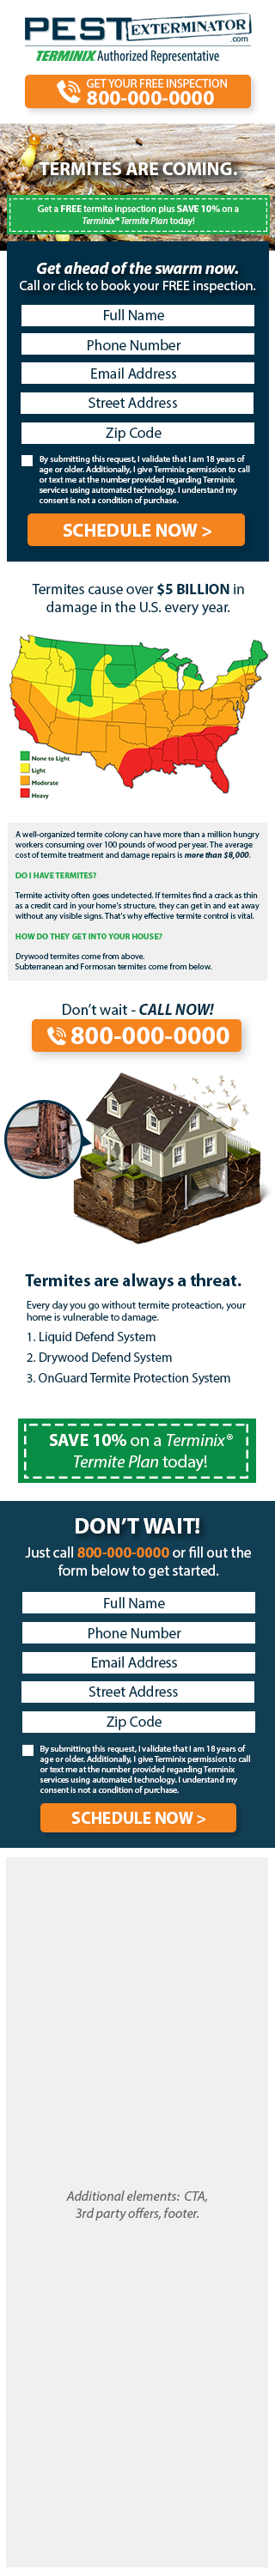 PEST EXTERMINATOR
.com
TERMINIX Authorized Representative
GET YOUR FREE INSPECTION
800-000-0000
TERMITES ARE COMING.
Get a FREE termite inpsection plus SAVE 10% on a
Terminix® Termite Plan today!
Get ahead of the swarm now.
Call or click to book your FREE inspection.
Full Name
Phone Number
Email Address
Street Address
Zip Code
By submitting this request, I validate that I am 18 years of
age or older. Additionally, I give Terminix permission to call
or text me at the number provided regarding Terminix
services using automated technology. I understand my
consent is not a condition of purchase.
SCHEDULE NOW >
Termites cause over $5 BILLION in
damage in the U.S. every year.
None to Light
Light
Moderate
Heavy
A well-organized termite colony can have more than a million hungry
workers consuming over 100 pounds of wood per year. The average
cost of termite treatment and damage repairs is more than $8,000.
DO I HAVE TERMITES?
Termite activity often goes undetected. If termites find a crack as thin
as a credit card in your home's structure, they can get in and eat away
without any visible signs. That's why effective termite control is vital.
HOW DO THEY GET INTO YOUR HOUSE?
Drywood termites come from above.
Subterranean and Formosan termites come from below.
Don't wait - CALL NOW!
800-000-0000
Termites are always a threat.
Every day you go without termite proteaction, your
home is vulnerable to damage.
1. Liquid Defend System
2. Drywod Defend System
3. OnGuard Termite Protection System
SAVE 10% on a Terminix®
Termite Plan today!
DON'T WAIT!
Just call 800-000-0000 or fill out the
form below to get started.
Full Name
Phone Number
Email Address
Street Address
Zip Code
By submitting this request, I validate that I am 18 years of
age or older. Additionally, I give Terminix permission to call
or text me at the number provided regarding Terminix
services using automated technology. I understand my
consent is not a condition of purchase.
SCHEDULE NOW >
Additional elements: CTA,
3rd party offers, footer.